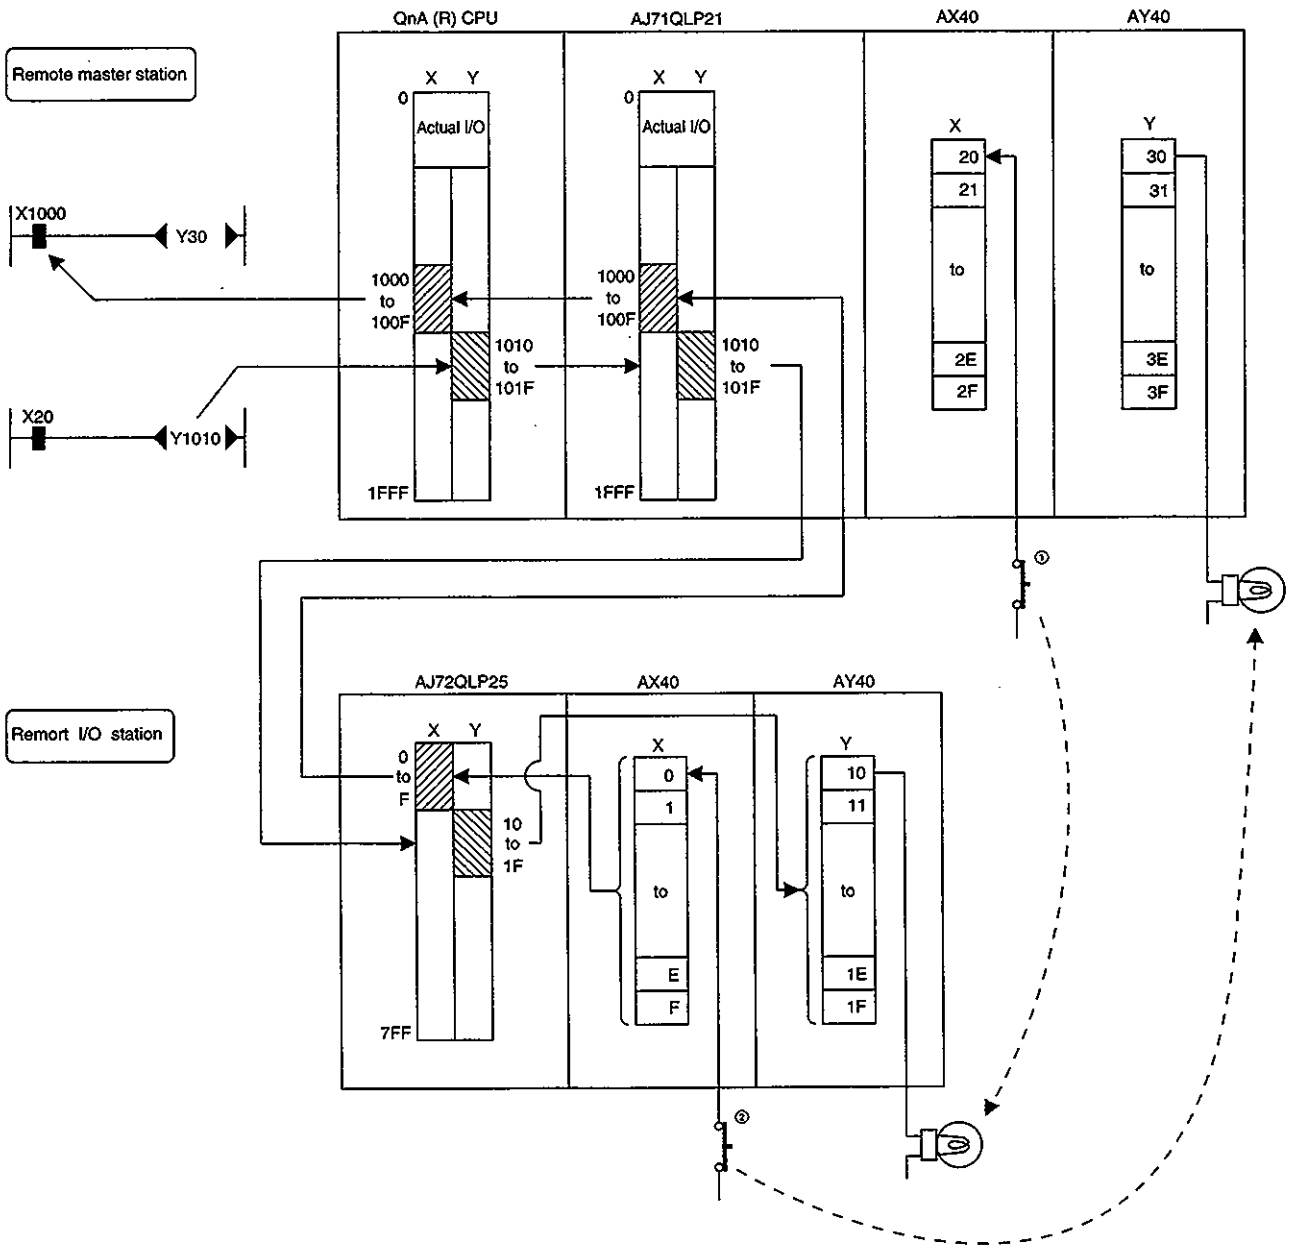 QnA (R) CPU
AJ71QLP21
AX40
AY40
Remote master station
X Y
0
Actual I/O
X Y
0
Actual I/O
X
20
21
to
2E
2F
Y
30
31
to
3E
3F
X1000
Y30
1000
to
100F
1000
to
100F
1010
to
101F
1010
to
101F
X20
Y1010
1FFF
1FFF
①
AJ72QLP25
AX40
AY40
Remort I/O station
X Y
0
to
F
10
to
1F
7FF
X
0
1
to
E
F
Y
10
11
to
1E
1F
②